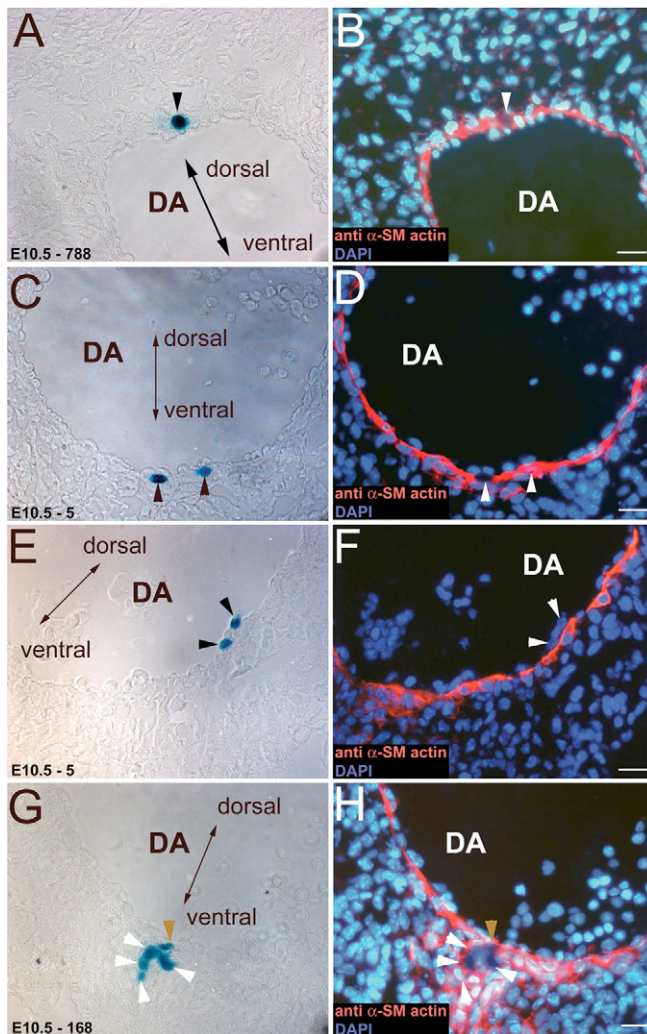 A
dorsal
DA
ventral
E10.5 - 788
B
DA
anti α-SM actin
DAPI
C
DA
dorsal
ventral
E10.5 - 5
D
DA
anti α-SM actin
DAPI
E
dorsal
DA
ventral
E10.5 - 5
F
DA
anti α-SM actin
DAPI
G
DA
dorsal
ventral
E10.5 - 168
H
DA
anti α-SM actin
DAPI